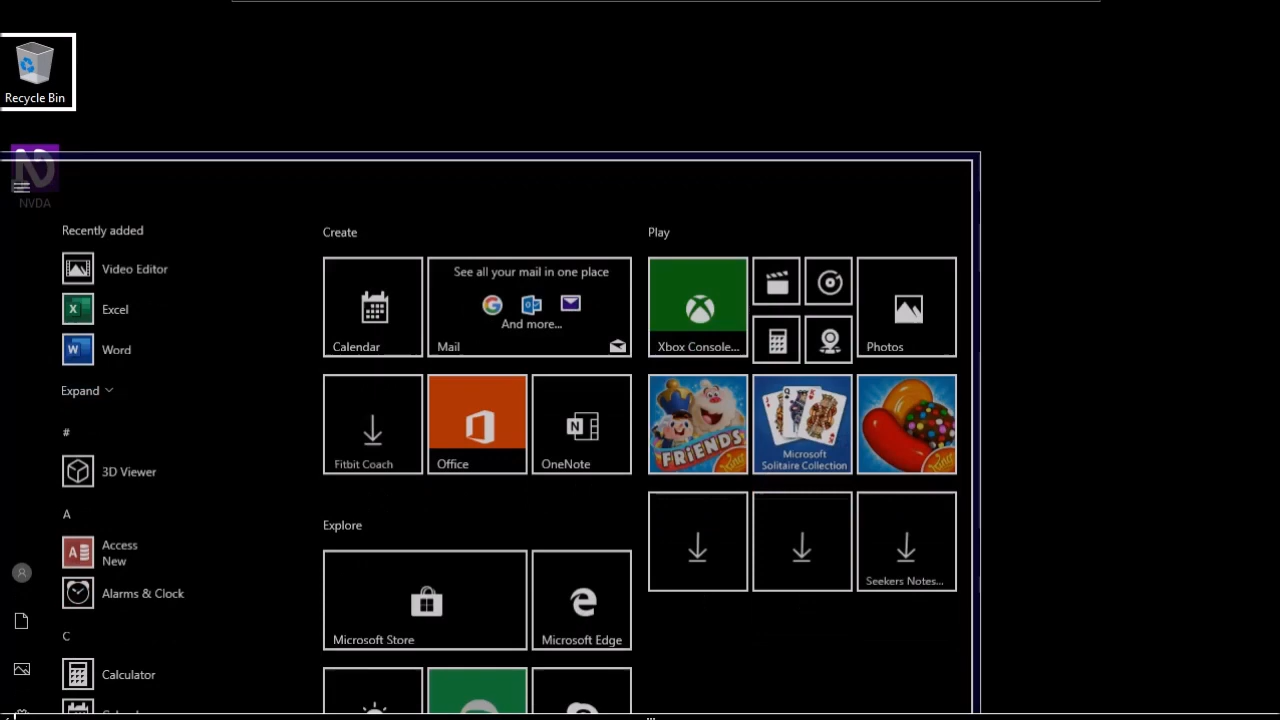 Recycle Bin
NVDA
Recently added
Video Editor
Excel
Word
Expand
#
3D Viewer
A
Access
New
Alarms & Clock
C
Calculator
Create
Calendar
See all your mail in one place
And more...
Mail
Fitbit Coach
Office
OneNote
Explore
Microsoft Store
Microsoft Edge
Play
Xbox Console...
Photos
FRiENDS
Microsoft
Solitaire Collection
Seekers Notes...